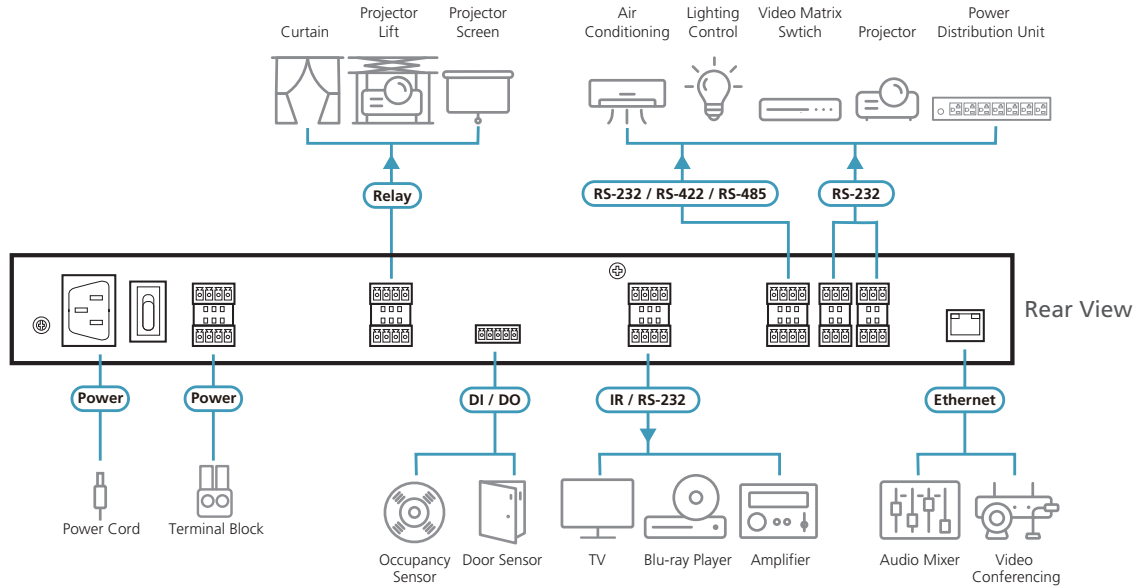 Curtain
Projector
Lift
Projector
Screen
Air
Conditioning
Lighting
Control
Video Matrix
Swtich
Projector
Power
Distribution Unit
Relay
RS-232 / RS-422 / RS-485
RS-232
Rear View
Power
Power
DI / DO
IR / RS-232
Ethernet
Power Cord
Terminal Block
Occupancy
Sensor
Door Sensor
TV
Blu-ray Player
Amplifier
Audio Mixer
Video
Conferencing